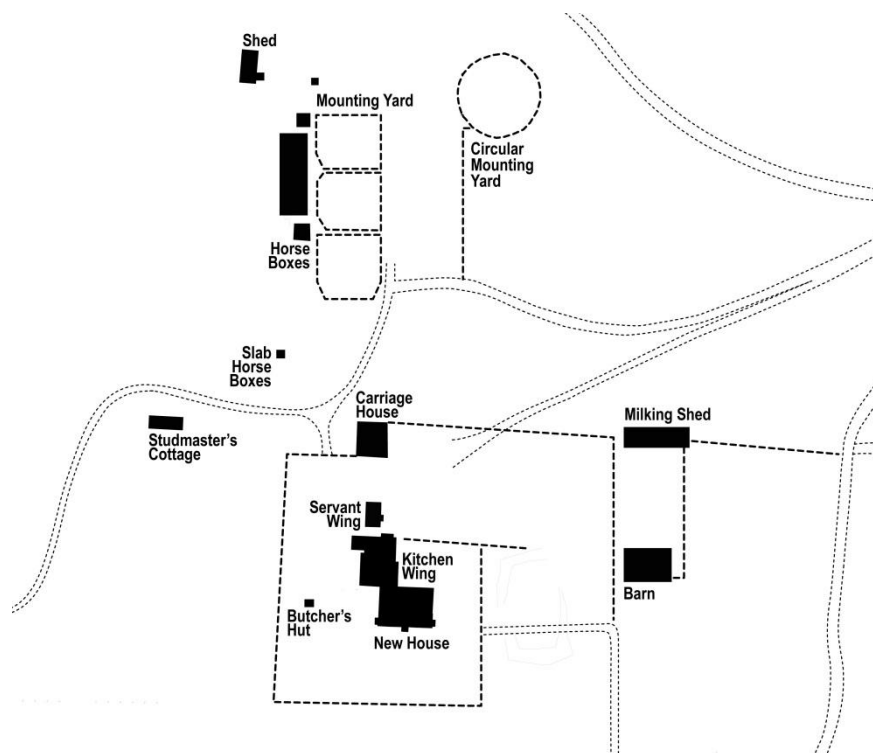 Shed
Mounting Yard
Circular
Mounting
Yard
Horse
Boxes
Slab
Horse
Boxes
Carriage
House
Milking Shed
Studmaster's
Cottage
Servant
Wing
Kitchen
Wing
Barn
Butcher's
Hut
New House